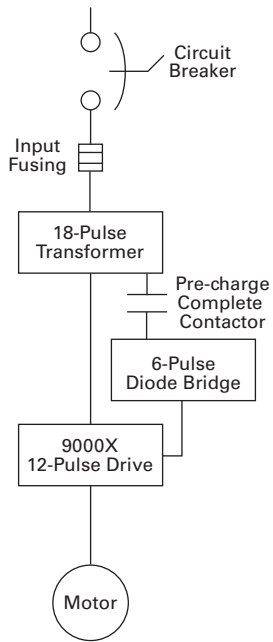 Circuit
Breaker
Input
Fusing
18-Pulse
Transformer
Pre-charge
Complete
Contactor
6-Pulse
Diode Bridge
9000X
12-Pulse Drive
Motor